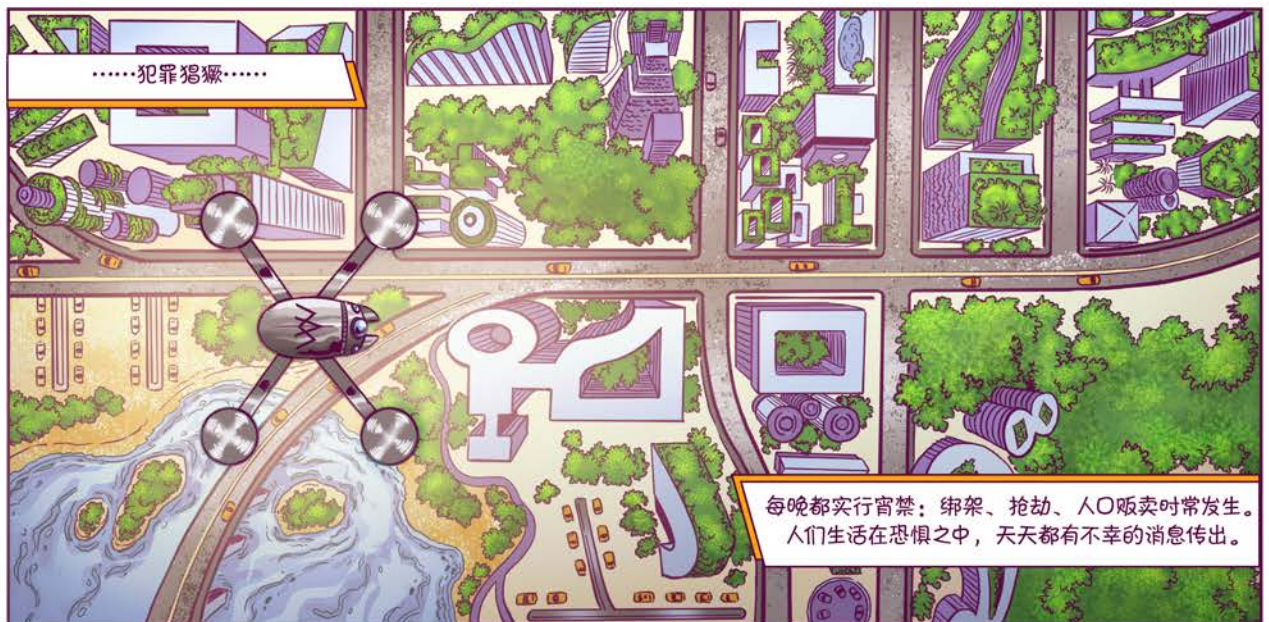 ……犯罪猖獗……
每晚都实行宵禁：绑架、抢劫、人口贩卖时常发生。
人们生活在恐惧之中，天天都有不幸的消息传出。